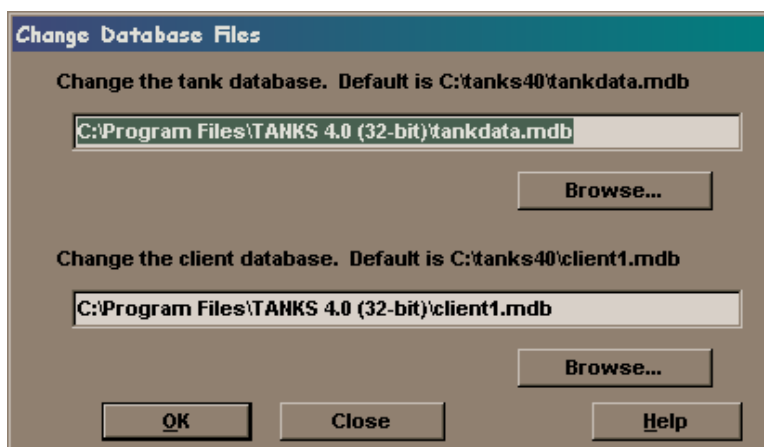 Change Database Files
Change the tank database.  Default is C:\tanks40\tankdata.mdb
C:\Program Files\TANKS 4.0 (32-bit)\tankdata.mdb
Browse...
Change the client database.  Default is C:\tanks40\client1.mdb
C:\Program Files\TANKS 4.0 (32-bit)\client1.mdb
Browse...
OK Close Help